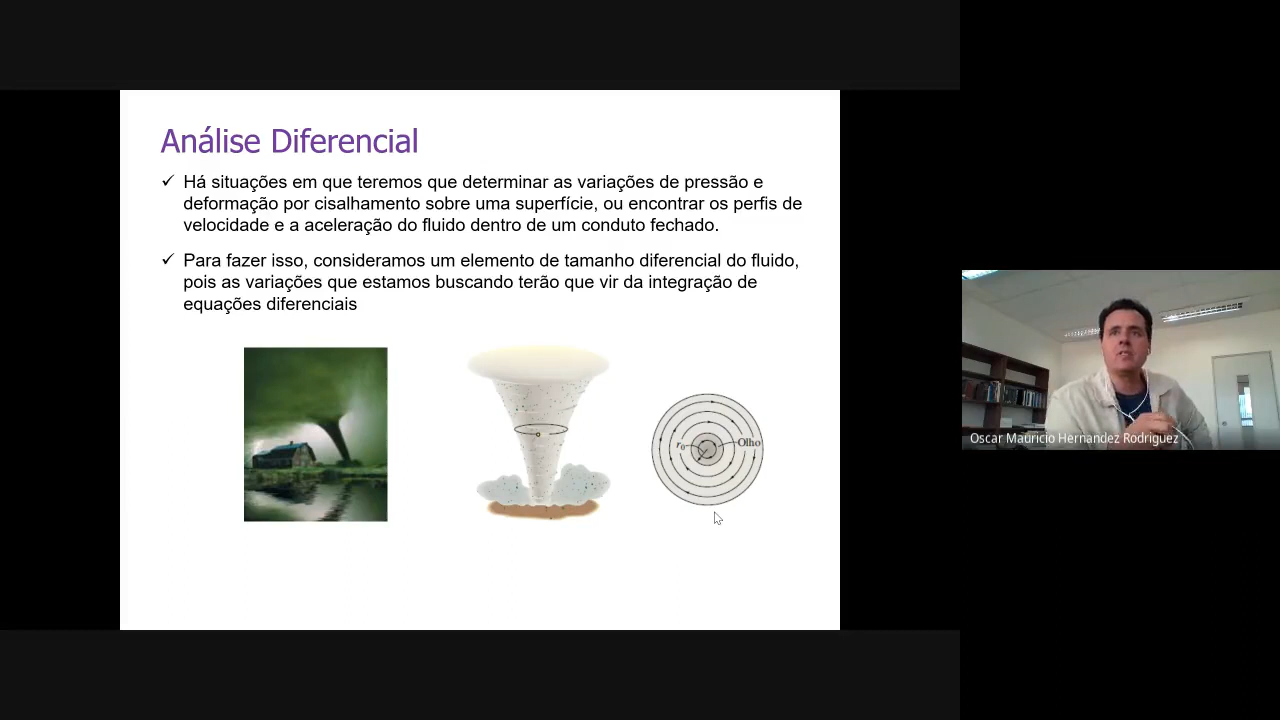 Análise Diferencial
✓ Há situações em que teremos que determinar as variações de pressão e
deformação por cisalhamento sobre uma superfície, ou encontrar os perfis de
velocidade e a aceleração do fluido dentro de um conduto fechado.
✓ Para fazer isso, consideramos um elemento de tamanho diferencial do fluido,
pois as variações que estamos buscando terão que vir da integração de
equações diferenciais
r₀
Olho
Oscar Mauricio Hernandez Rodriguez